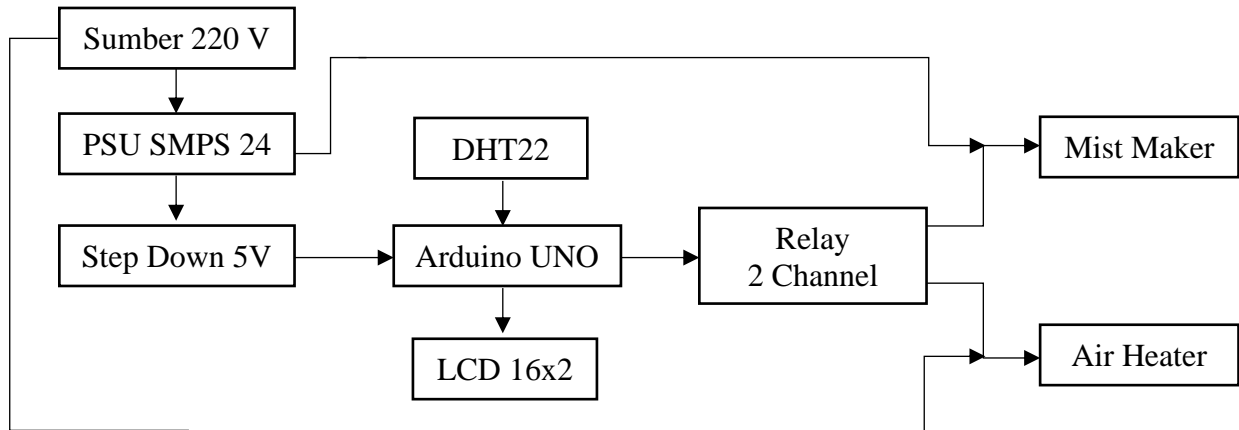 Sumber 220 V
PSU SMPS 24
DHT22
Mist Maker
Step Down 5V
Arduino UNO
Relay
2 Channel
LCD 16x2
Air Heater